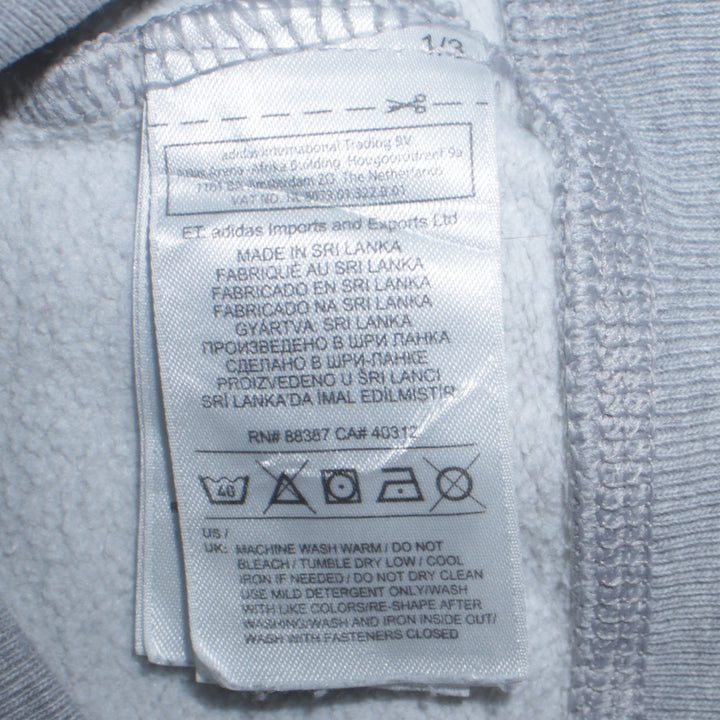 1/3
adidas International Trading BV
Atlas Arena -Afrika Building, Hoogoorddreef 9a
1101 BA Amsterdam ZO, The Netherlands
VAT NO.
ET. adidas Imports and Exports Ltd
MADE IN SRI LANKA
FABRIQUÉ AU SRI LANKA
FABRICADO EN SRI LANKA
FABRICADO NA SRI LANKA
GYÁRTVA: SRI LANKA
ПРОИЗВЕДЕНО В ШРИ ЛАНКА
СДЕЛАНО В ШРИ-ЛАНКЕ
PROIZVEDENO U ŠRI LANCI
SRİ LANKA'DA İMAL EDİLMİSTİR
RN# 88387 CA# 40312
40
US /
UK: MACHINE WASH WARM / DO NOT
BLEACH / TUMBLE DRY LOW / COOL
IRON IF NEEDED / DO NOT DRY CLEAN
USE MILD DETERGENT ONLY/WASH
WITH LIKE COLORS/RE-SHAPE AFTER
WASHING/WASH AND IRON INSIDE OUT/
WASH WITH FASTENERS CLOSED